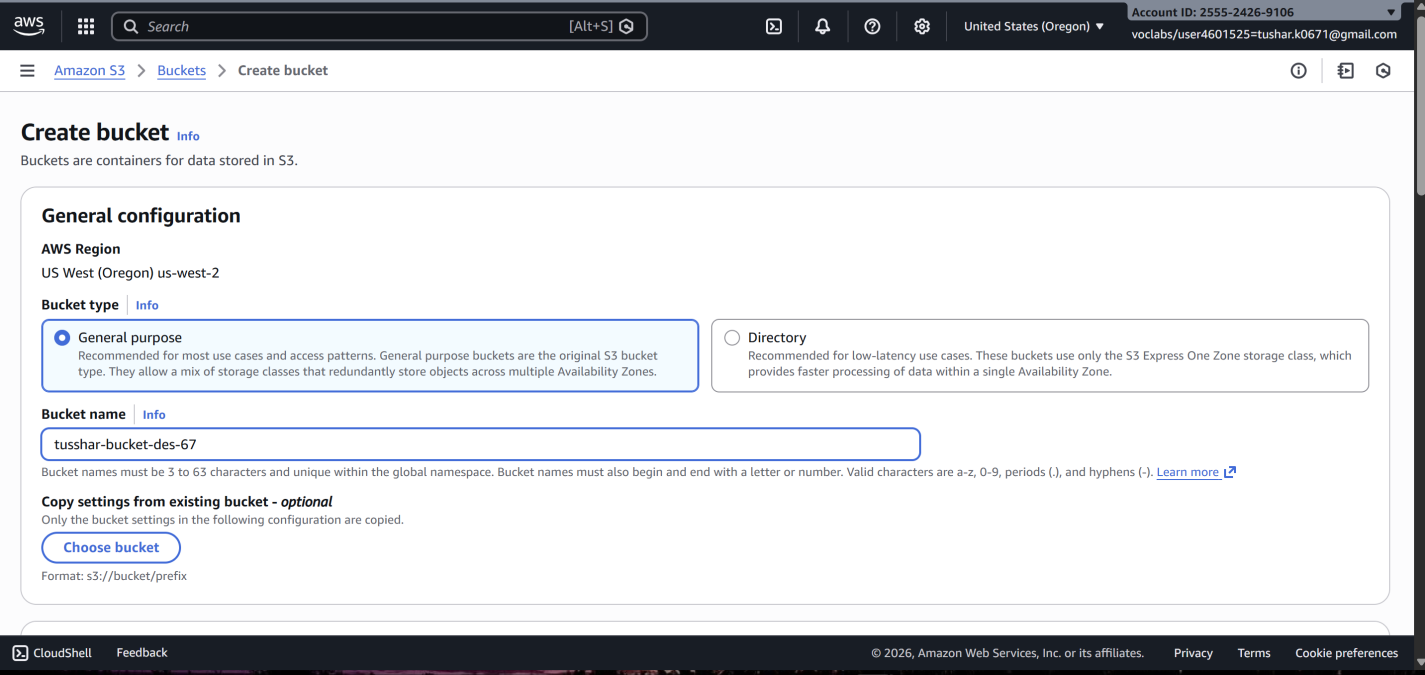 aws
Search [Alt+S]
United States (Oregon)
Account ID: 2555-2426-9106
voclabs/user4601525=tushar.k0671@gmail.com
Amazon S3 > Buckets > Create bucket
Create bucket Info
Buckets are containers for data stored in S3.
General configuration
AWS Region
US West (Oregon) us-west-2
Bucket type Info
General purpose
Recommended for most use cases and access patterns. General purpose buckets are the original S3 bucket
type. They allow a mix of storage classes that redundantly store objects across multiple Availability Zones.
Directory
Recommended for low-latency use cases. These buckets use only the S3 Express One Zone storage class, which
provides faster processing of data within a single Availability Zone.
Bucket name Info
tusshar-bucket-des-67
Bucket names must be 3 to 63 characters and unique within the global namespace. Bucket names must also begin and end with a letter or number. Valid characters are a-z, 0-9, periods (.), and hyphens (-). Learn more
Copy settings from existing bucket - optional
Only the bucket settings in the following configuration are copied.
Choose bucket
Format: s3://bucket/prefix
CloudShell Feedback © 2026, Amazon Web Services, Inc. or its affiliates. Privacy Terms Cookie preferences